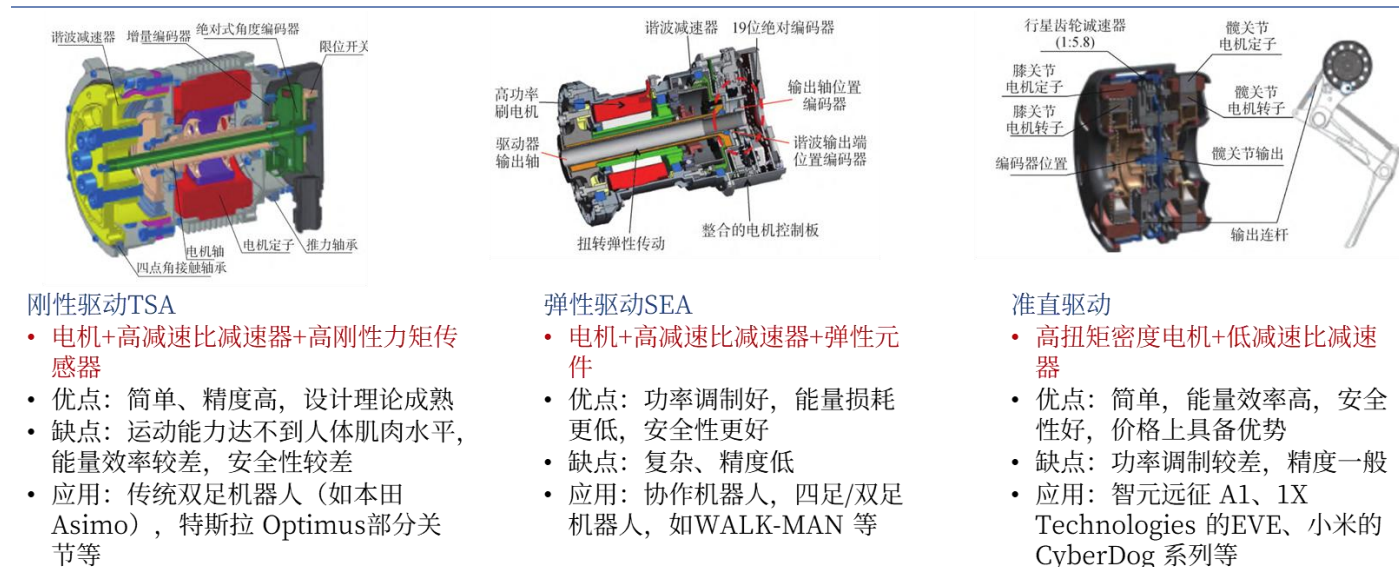 谐波减速器
增量编码器
绝对式角度编码器
限位开关
电机轴
电机定子
推力轴承
四点角接触轴承
谐波减速器
19位绝对编码器
高功率
刷电机
输出轴位置
编码器
驱动器
输出轴
谐波输出端
位置编码器
扭转弹性传动
整合的电机控制板
行星齿轮诚速器
(1:5.8)
髋关节
电机定子
膝关节
电机定子
膝关节
电机转子
髋关节
电机转子
编码器位置
髋关节输出
输出连杆
刚性驱动TSA
• 电机+高减速比减速器+高刚性力矩传
感器
• 优点：简单、精度高，设计理论成熟
• 缺点：运动能力达不到人体肌肉水平，
能量效率较差，安全性较差
• 应用：传统双足机器人（如本田
Asimo），特斯拉 Optimus部分关
节等
弹性驱动SEA
• 电机+高减速比减速器+弹性元
件
• 优点：功率调制好，能量损耗
更低，安全性更好
• 缺点：复杂、精度低
• 应用：协作机器人，四足/双足
机器人，如WALK-MAN 等
准直驱动
• 高扭矩密度电机+低减速比减速
器
• 优点：简单，能量效率高，安全
性好，价格上具备优势
• 缺点：功率调制较差，精度一般
• 应用：智元远征 A1、1X
Technologies 的EVE、小米的
CyberDog 系列等